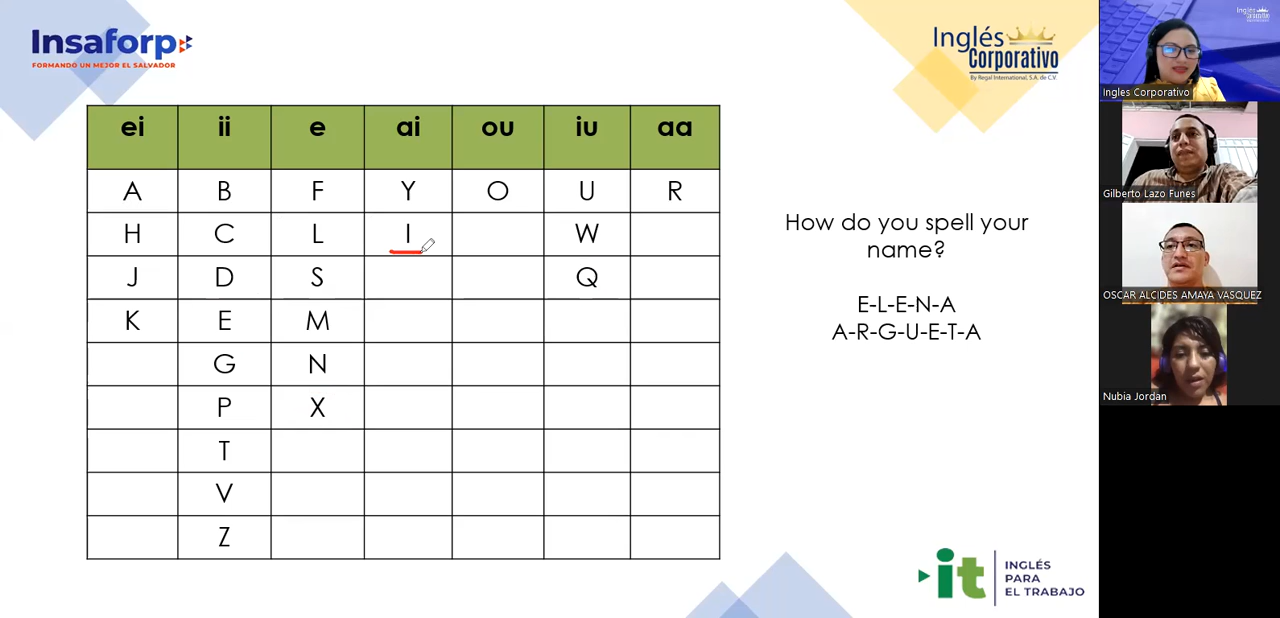 Insaforp
FORMANDO UN MEJOR EL SALVADOR
Inglés
Corporativo
By Regal International, S.A. de C.V.
ei ii e ai ou iu aa
A B F Y O U R
H C L I W
J D S Q
K E M
G N
P X
T
V
Z
How do you spell your
name?
E-L-E-N-A
A-R-G-U-E-T-A
it
INGLÉS
PARA
EL TRABAJO
Inglés
Ingles Corporativo
Gilberto Lazo Funes
OSCAR ALCIDES AMAYA VASQUEZ
Nubia Jordan